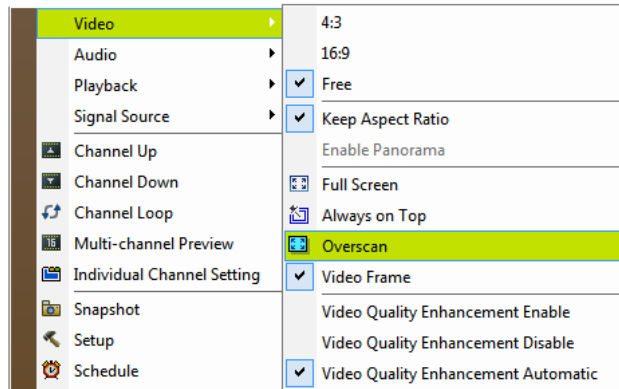 Video
Audio
Playback
Signal Source
Channel Up
Channel Down
Channel Loop
16 Multi-channel Preview
Individual Channel Setting
Snapshot
Setup
Schedule
4:3
16:9
Free
Keep Aspect Ratio
Enable Panorama
Full Screen
Always on Top
Overscan
Video Frame
Video Quality Enhancement Enable
Video Quality Enhancement Disable
Video Quality Enhancement Automatic